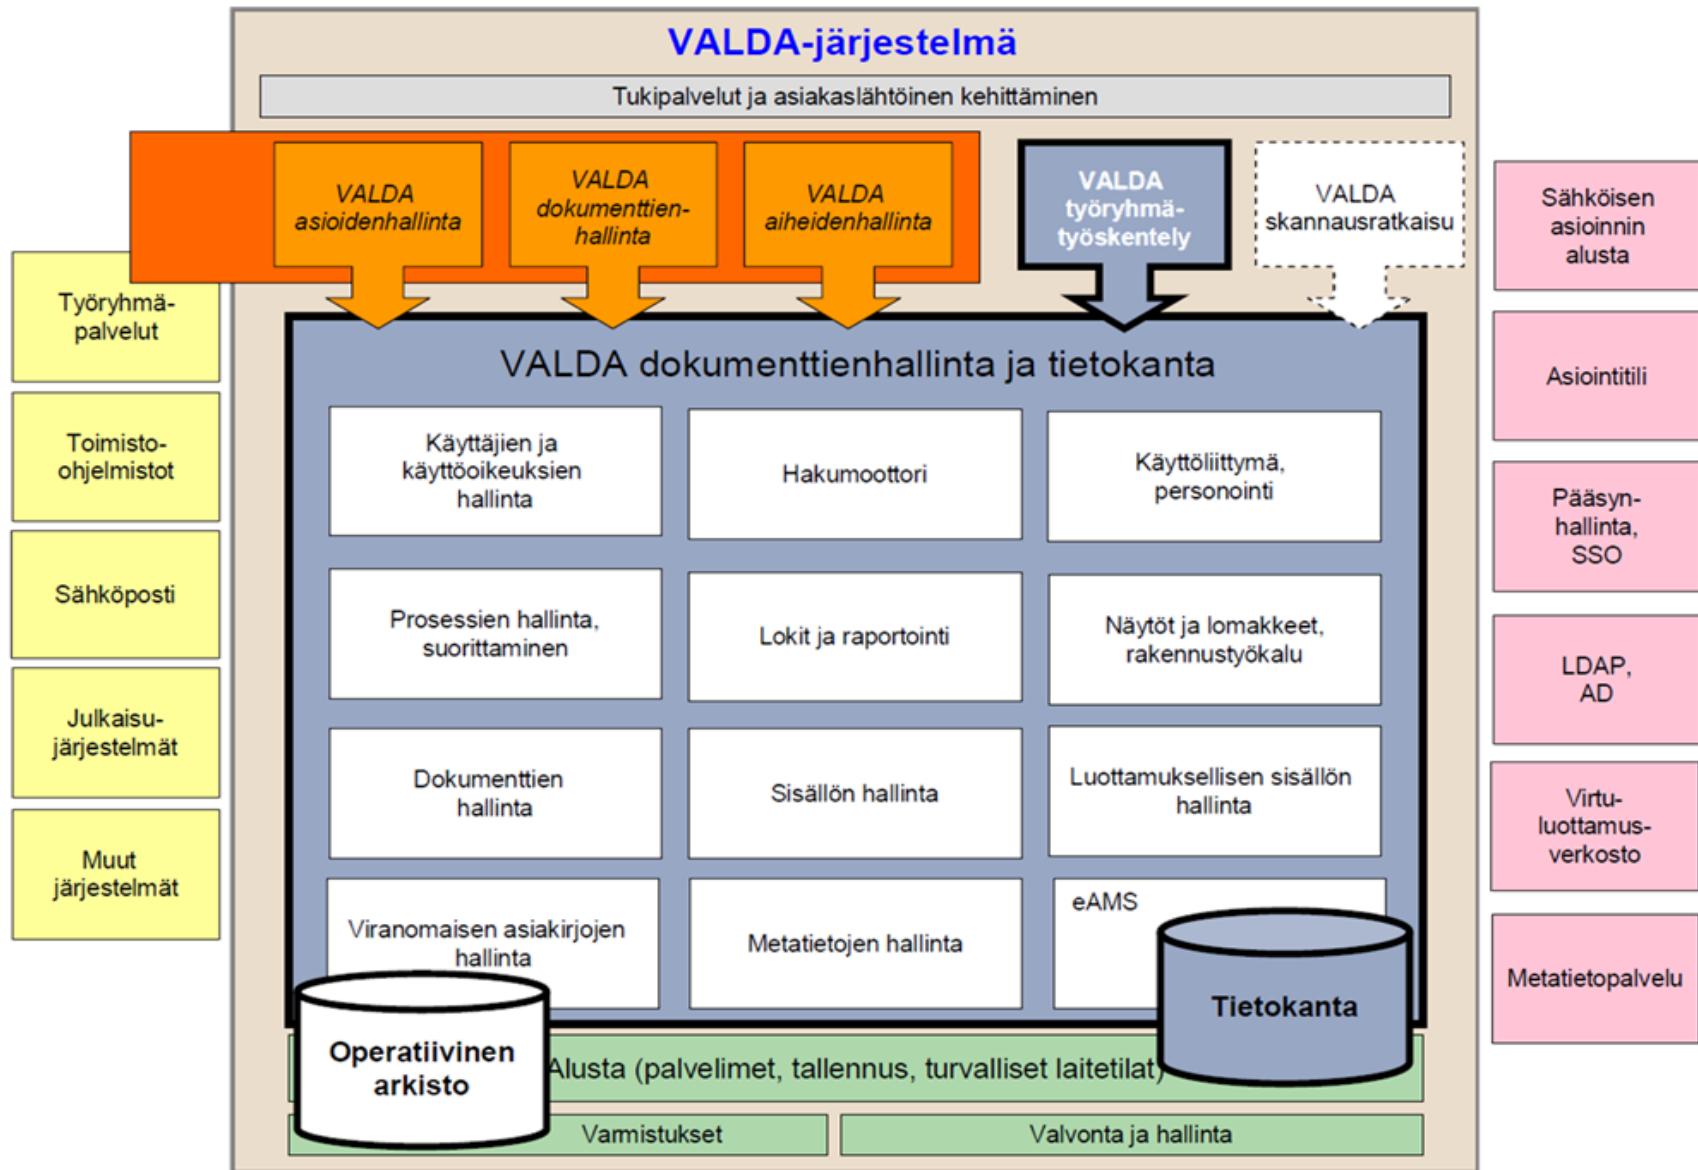 VALDA-järjestelmä
Tukipalvelut ja asiakaslähtöinen kehittäminen
VALDA
asioidenhallinta
VALDA
dokumenttien-
hallinta
VALDA
aiheidenhallinta
VALDA
työryhmä-
työskentely
VALDA
skannausratkaisu
Työryhmä-
palvelut
Toimisto-
ohjelmistot
Sähköposti
Julkaisu-
järjestelmät
Muut
järjestelmät
VALDA dokumenttienhallinta ja tietokanta
Käyttäjien ja
käyttöoikeuksien
hallinta
Hakumoottori
Käyttöliittymä,
personointi
Prosessien hallinta,
suorittaminen
Lokit ja raportointi
Näytöt ja lomakkeet,
rakennustyökalu
Dokumenttien
hallinta
Sisällön hallinta
Luottamuksellisen sisällön
hallinta
Viranomaisen asiakirjojen
hallinta
Metatietojen hallinta
eAMS
Operatiivinen
arkisto
Tietokanta
Alusta (palvelimet, tallennus, turvalliset laitetilat)
Varmistukset
Valvonta ja hallinta
Sähköisen
asioinnin
alusta
Asiointitili
Pääsyn-
hallinta,
SSO
LDAP,
AD
Virtu-
luottamus-
verkosto
Metatietopalvelu